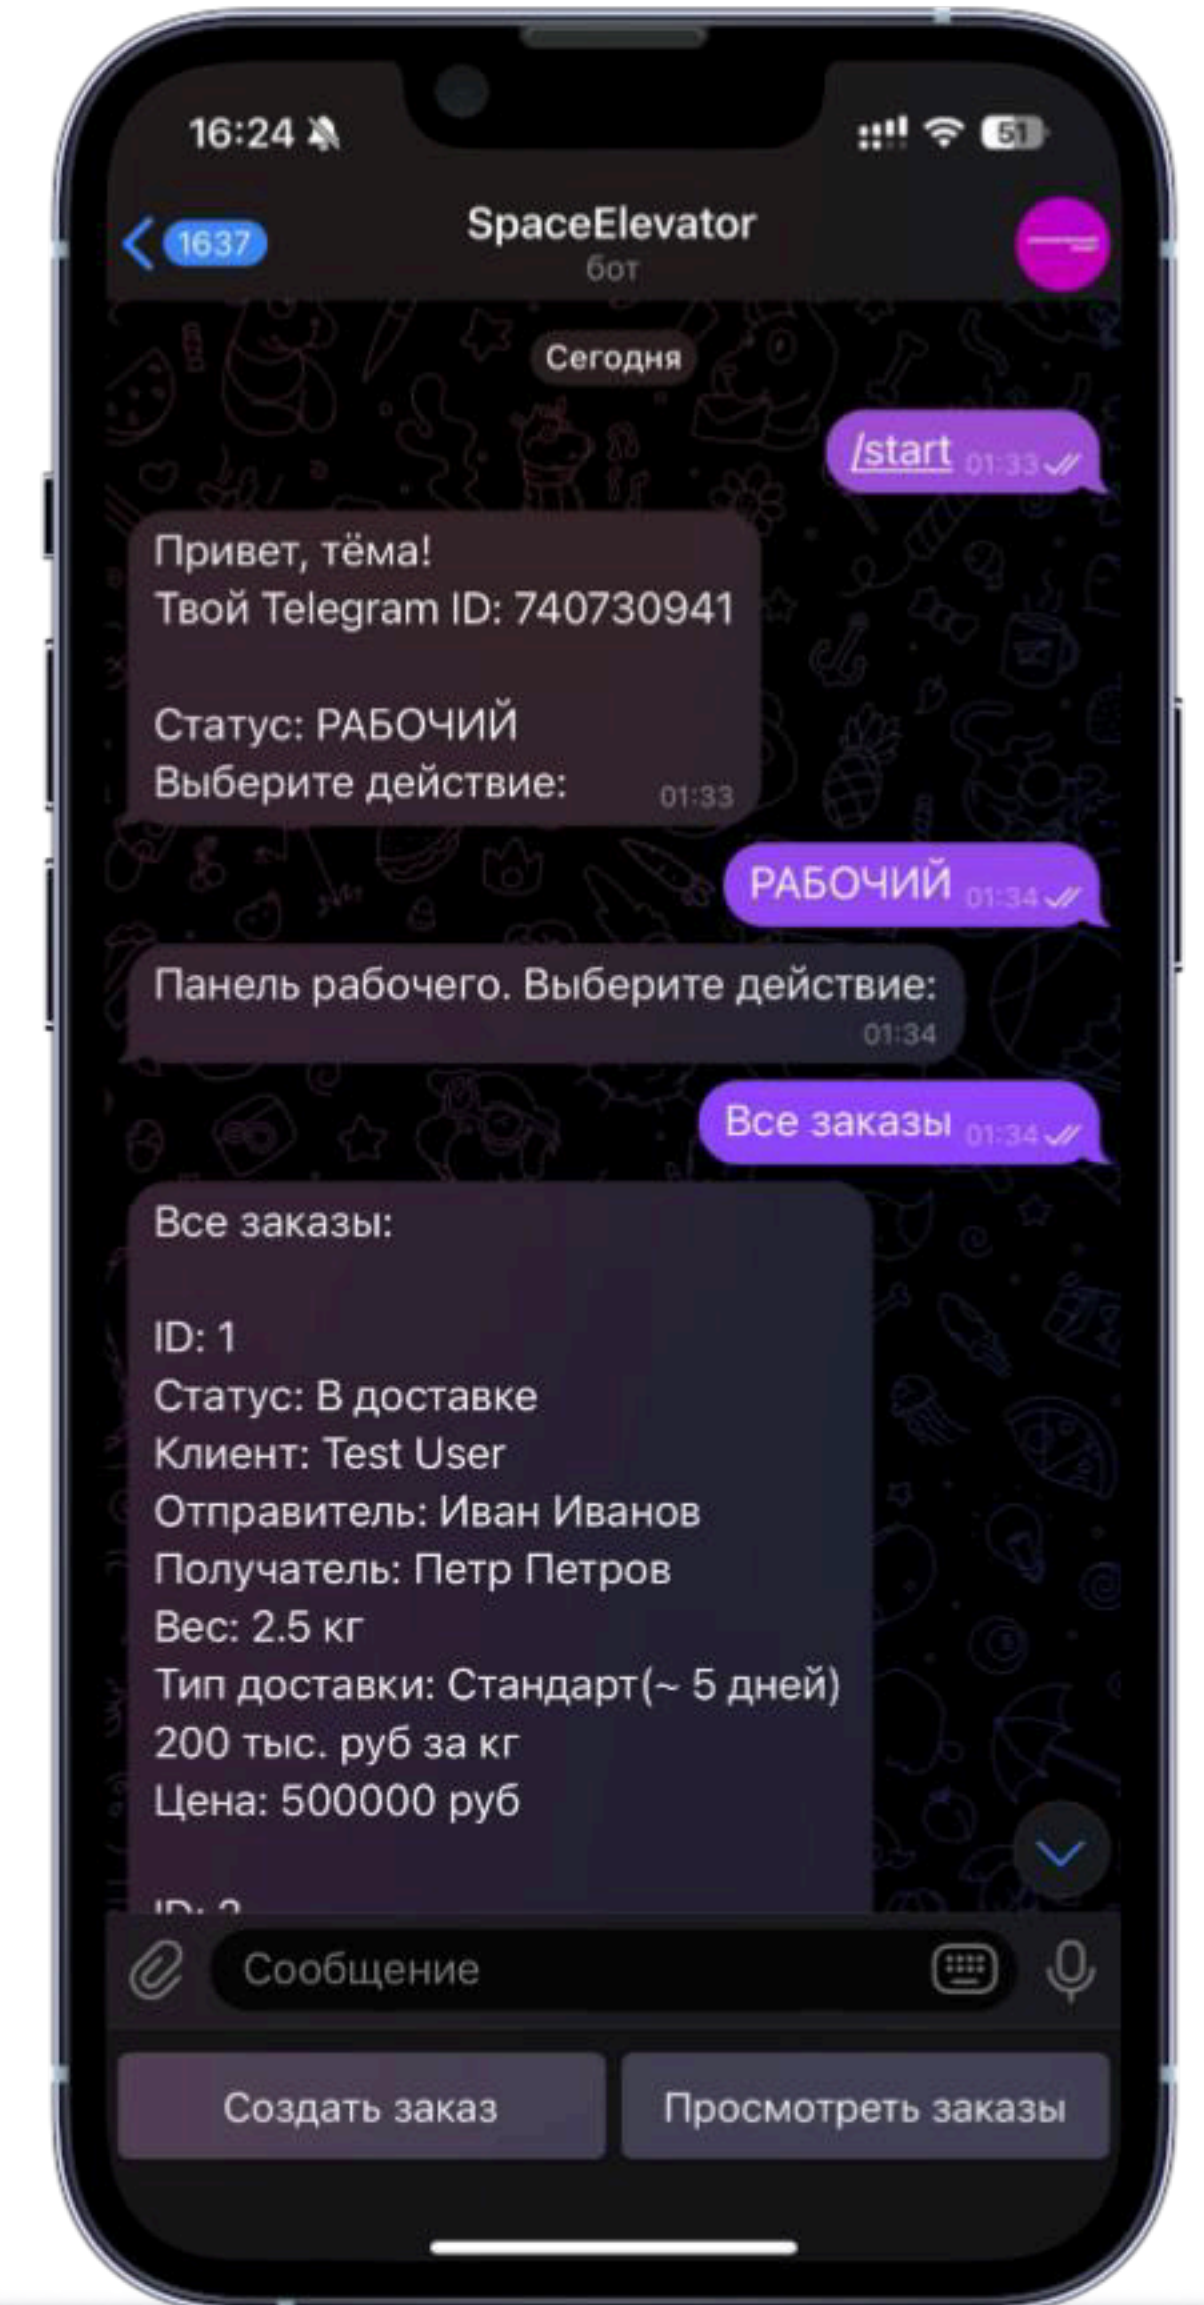 16:24
51
1637
SpaceElevator
бот
Сегодня
/start 01:33
Привет, тёма!
Твой Telegram ID: 740730941
Статус: РАБОЧИЙ
Выберите действие: 01:33
РАБОЧИЙ 01:34
Панель рабочего. Выберите действие:
01:34
Все заказы 01:34
Все заказы:
ID: 1
Статус: В доставке
Клиент: Test User
Отправитель: Иван Иванов
Получатель: Петр Петров
Вес: 2.5 кг
Тип доставки: Стандарт(~ 5 дней)
200 тыс. руб за кг
Цена: 500000 руб
ID: 2
Сообщение
Создать заказ
Просмотреть заказы